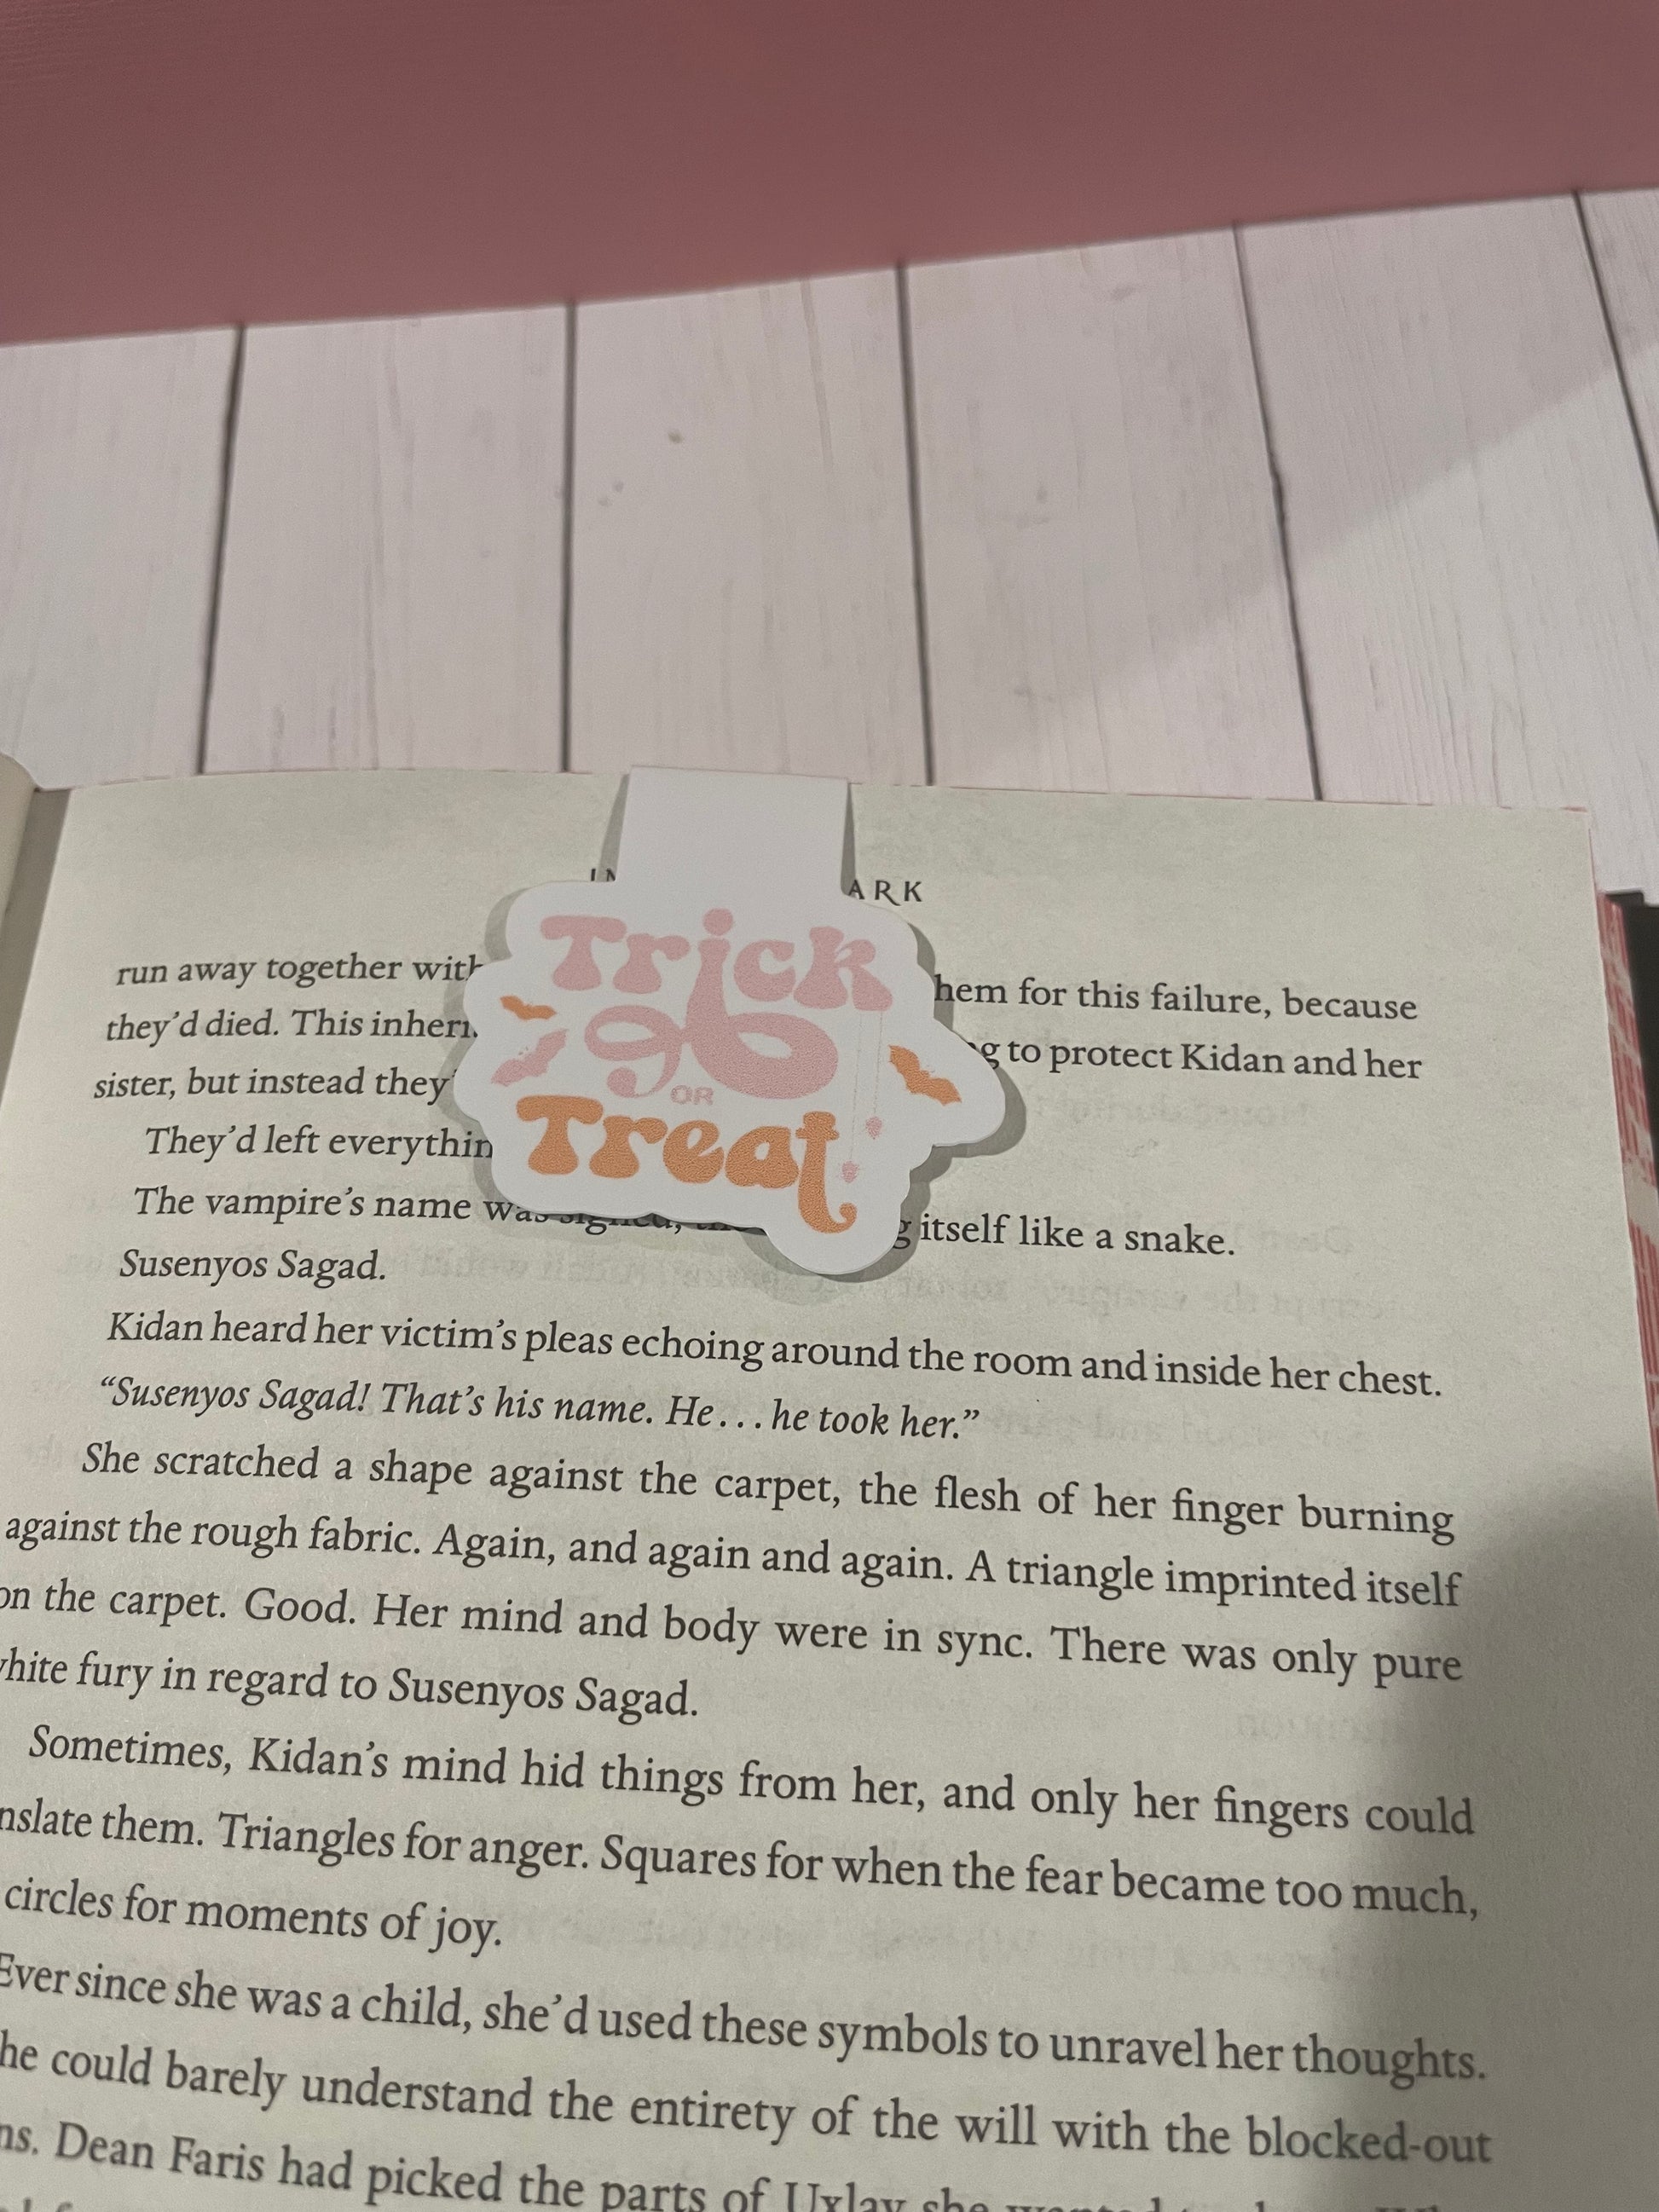 ARK
Trick
OR
Treat
run away together with for this failure, because
they’d died. This to protect Kidan and her
sister, but instead
They’d left
The vampire’s name was signed, itself like a snake.
Susenyos Sagad.
Kidan heard her victim’s pleas echoing around the room and inside her chest.
“Susenyos Sagad! That’s his name. He . . . he took her.”
She scratched a shape against the carpet, the flesh of her finger burning
against the rough fabric. Again, and again and again. A triangle imprinted itself
on the carpet. Good. Her mind and body were in sync. There was only pure
fury in regard to Susenyos Sagad.
Sometimes, Kidan’s mind hid things from her, and only her fingers could
them. Triangles for anger. Squares for when the fear became too much,
circles for moments of joy.
Ever since she was a child, she’d used these symbols to unravel her thoughts.
could barely understand the entirety of the will with the blocked-out
Dean Faris had picked the parts of Uxlay she wanted